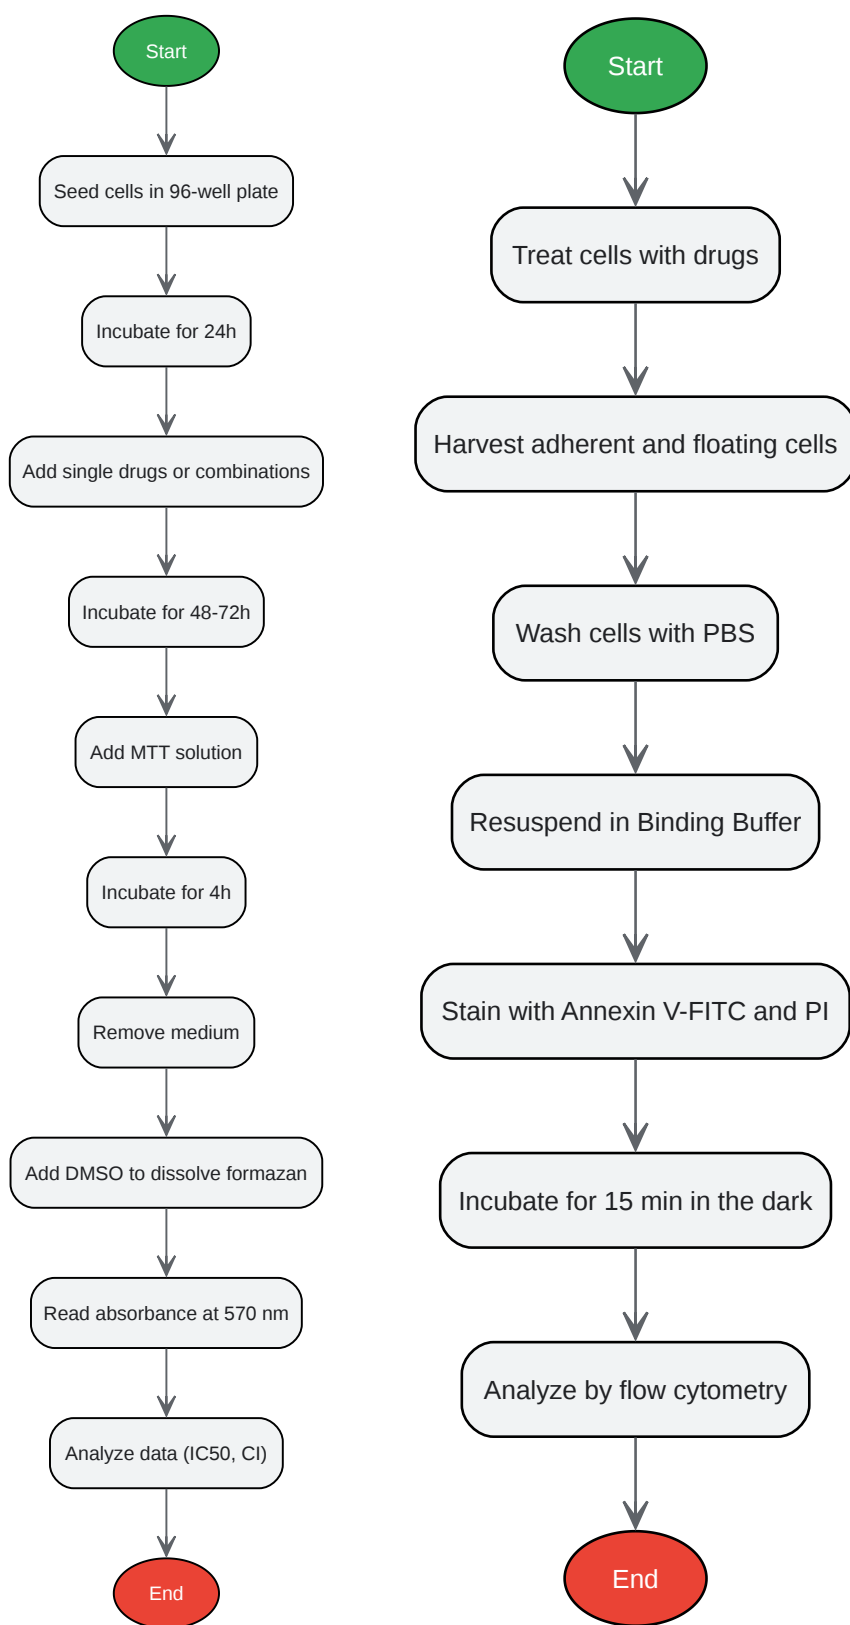 Start
Seed cells in 96-well plate
Incubate for 24h
Add single drugs or combinations
Incubate for 48-72h
Add MTT solution
Incubate for 4h
Remove medium
Add DMSO to dissolve formazan
Read absorbance at 570 nm
Analyze data (IC50, CI)
End
Start
Treat cells with drugs
Harvest adherent and floating cells
Wash cells with PBS
Resuspend in Binding Buffer
Stain with Annexin V-FITC and PI
Incubate for 15 min in the dark
Analyze by flow cytometry
End